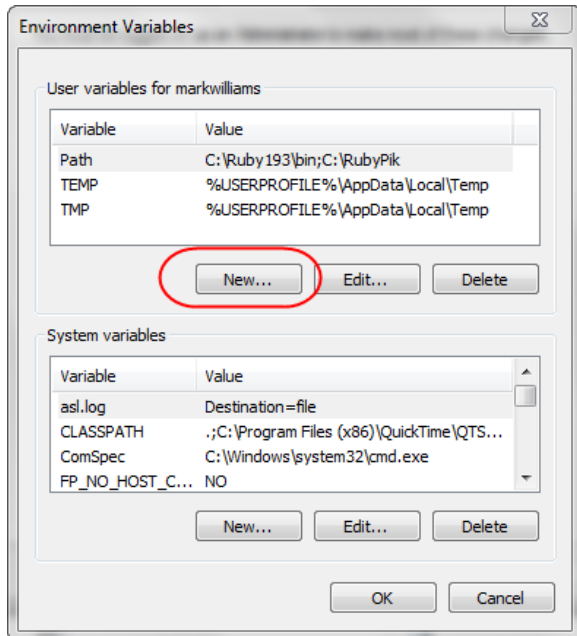 Environment Variables
User variables for markwilliams
Variable Value
Path C:\Ruby193\bin;C:\RubyPik
TEMP %USERPROFILE%\AppData\Local\Temp
TMP %USERPROFILE%\AppData\Local\Temp
New... Edit... Delete
System variables
Variable Value
asl.log Destination=file
CLASSPATH .;C:\Program Files (x86)\QuickTime\QTS...
ComSpec C:\Windows\system32\cmd.exe
FP_NO_HOST_C... NO
New... Edit... Delete
OK Cancel